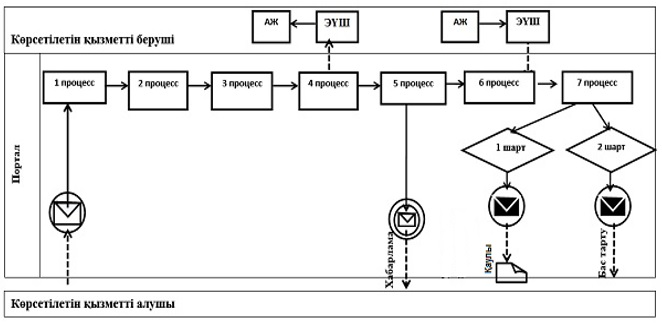 АЖ
ЭҮШ
АЖ
ЭҮШ
Көрсетілетін қызметті беруші
1 процесс
2 процесс
3 процесс
4 процесс
5 процесс
6 процесс
7 процесс
1 шарт
2 шарт
Портал
Хабарлама
Қаулы
Бас тарту
Көрсетілетін қызметті алушы